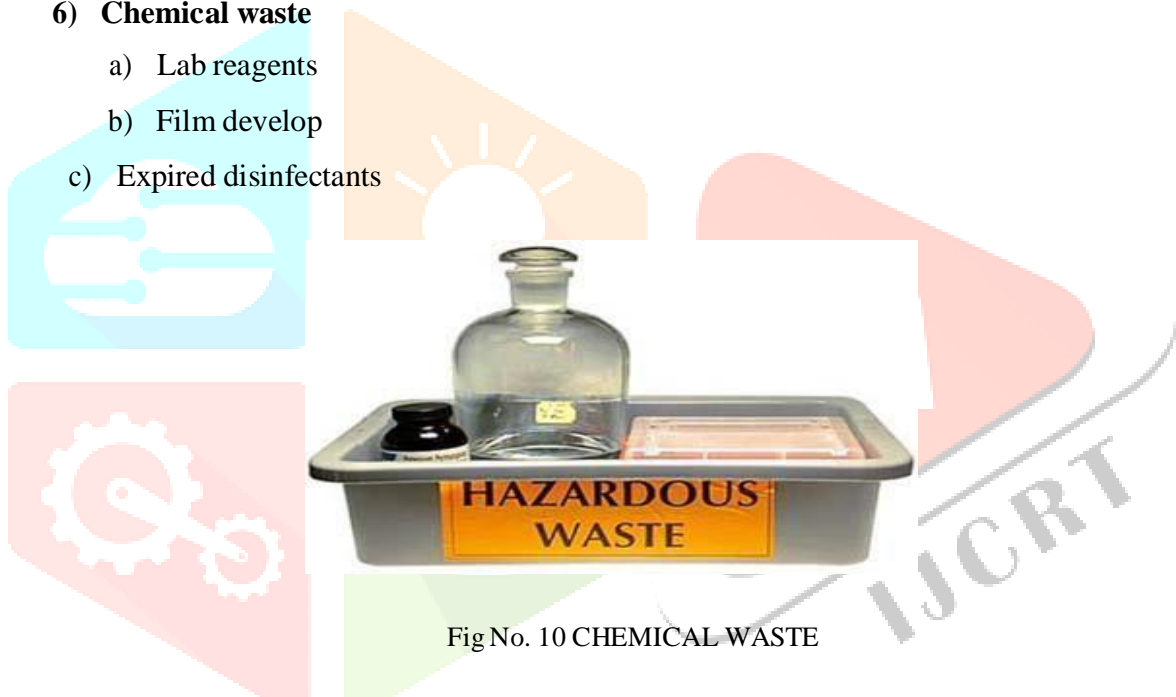 6) Chemical waste
a) Lab reagents
b) Film develop
c) Expired disinfectants
HAZARDOUS
WASTE
Fig No. 10 CHEMICAL WASTE
IJCRT